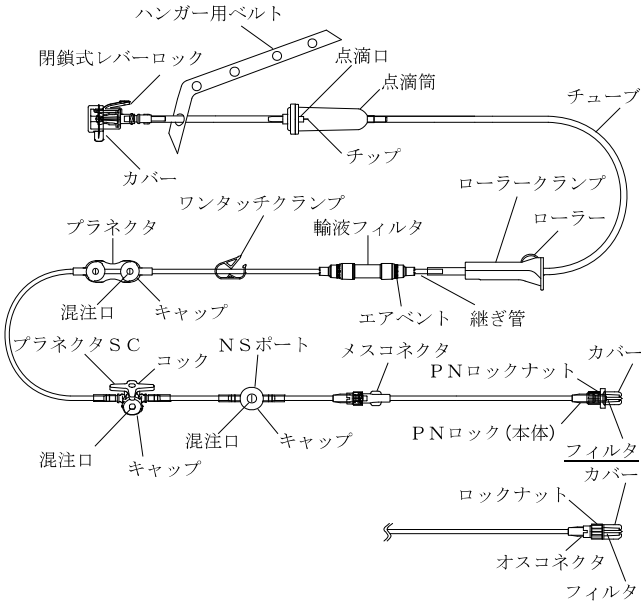 ハンガー用ベルト
閉鎖式レバーロック
点滴口
点滴筒
チューブ
カバー
チップ
ローラークランプ
ワンタッチクランプ
ローラー
プラネクタ
輸液フィルタ
混注口
キャップ
エアベント
継ぎ管
プラネクタＳＣ
コック
ＮＳポート
メスコネクタ
カバー
ＰＮロックナット
混注口
キャップ
混注口
キャップ
ＰＮロック(本体)
フィルタ
カバー
ロックナット
オスコネクタ
フィルタ